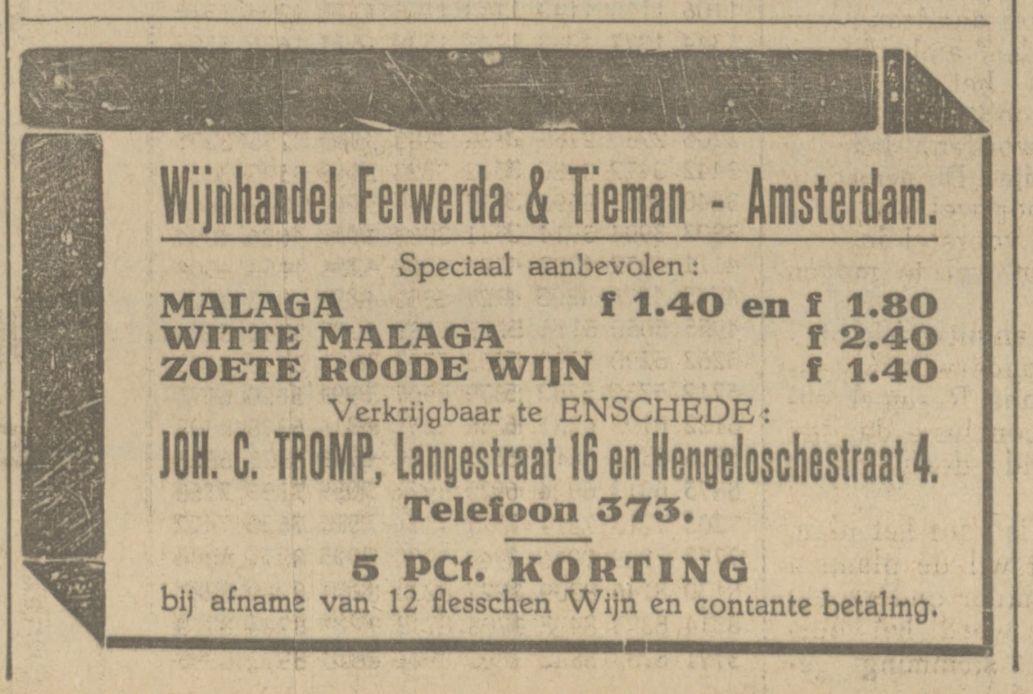 Wijnhandel Ferwerda & Tieman - Amsterdam.
Speciaal aanbevolen:
MALAGA f 1.40 en f 1.80
WITTE MALAGA f 2.40
ZOETE ROODE WIJN f 1.40
Verkrijgbaar te ENSCHEDE:
JOH. C. TROMP, Langestraat 16 en Hengeloschestraat 4.
Telefoon 373.
5 PCt. KORTING
bij afname van 12 flesschen Wijn en contante betaling.